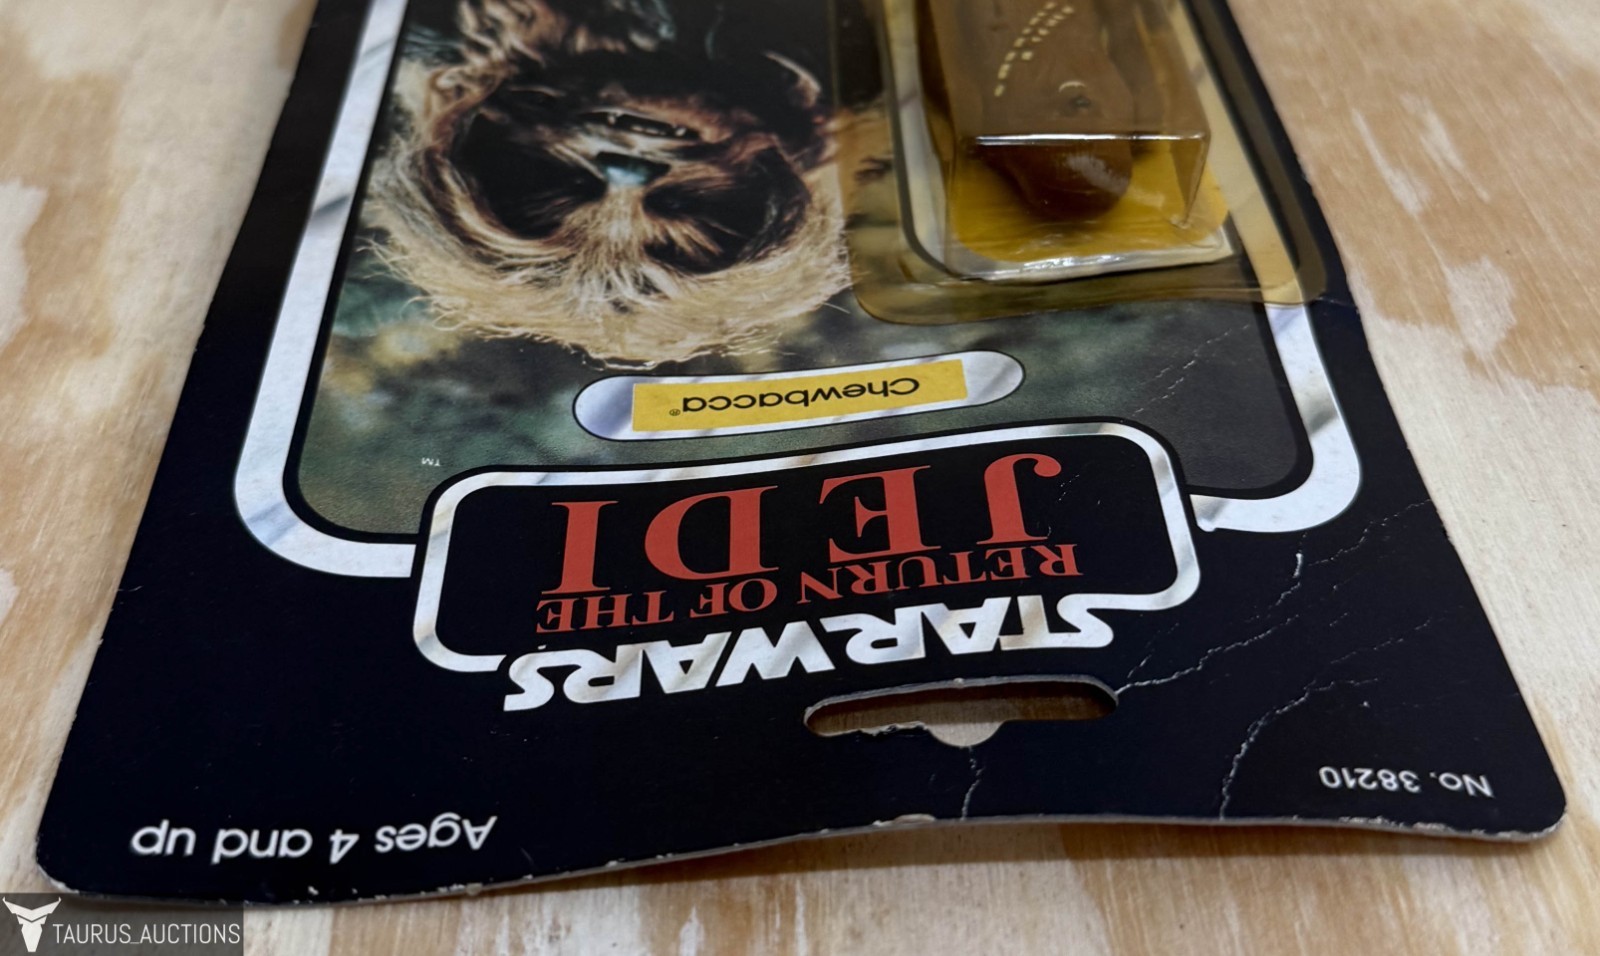 No. 38210
Ages 4 and up
STAR WARS
RETURN OF THE
JEDI
™
Chewbacca®
TAURUS_AUCTIONS